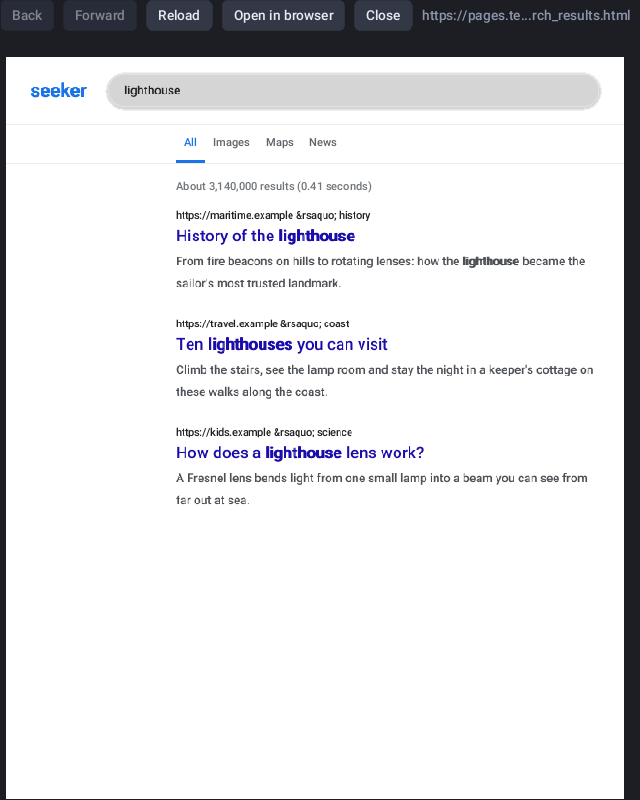 Back Forward Reload Open in browser Close https://pages.te...rch_results.html
seeker lighthouse
All Images Maps News
About 3,140,000 results (0.41 seconds)
https://maritime.example &rsaquo; history
History of the lighthouse
From fire beacons on hills to rotating lenses: how the lighthouse became the
sailor's most trusted landmark.
https://travel.example &rsaquo; coast
Ten lighthouses you can visit
Climb the stairs, see the lamp room and stay the night in a keeper's cottage on
these walks along the coast.
https://kids.example &rsaquo; science
How does a lighthouse lens work?
A Fresnel lens bends light from one small lamp into a beam you can see from
far out at sea.